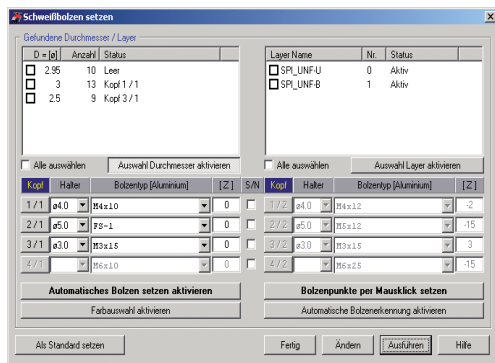 Schweißbolzen setzen
Gefundene Durchmesser / Layer
D = [ø] Anzahl Status
2.95 10 Leer
3 13 Kopf 1 / 1
2.5 9 Kopf 3 / 1
Layer Name Nr. Status
SPI_UNF-U 0 Aktiv
SPI_UNF-B 1 Aktiv
Alle auswählen Auswahl Durchmesser aktivieren
Alle auswählen Auswahl Layer aktivieren
Kopf Halter Bolzentyp [Aluminium] [ Z ] S/N Kopf Halter Bolzentyp [Aluminium] [ Z ]
1 / 1 ø4.0 M4x10 0 1 / 2 ø4.0 M4x12 -2
2 / 1 ø5.0 FS-1 0 2 / 2 ø5.0 M5x12 -15
3 / 1 ø3.0 M3x15 0 3 / 2 ø3.0 M3x15 3
4 / 1 M6x10 0 4 / 2 M6x25 -15
Automatisches Bolzen setzen aktivieren Bolzenpunkte per Mausklick setzen
Farbauswahl aktivieren Automatische Bolzenerkennung aktivieren
Als Standard setzen Fertig Ändern Ausführen Hilfe